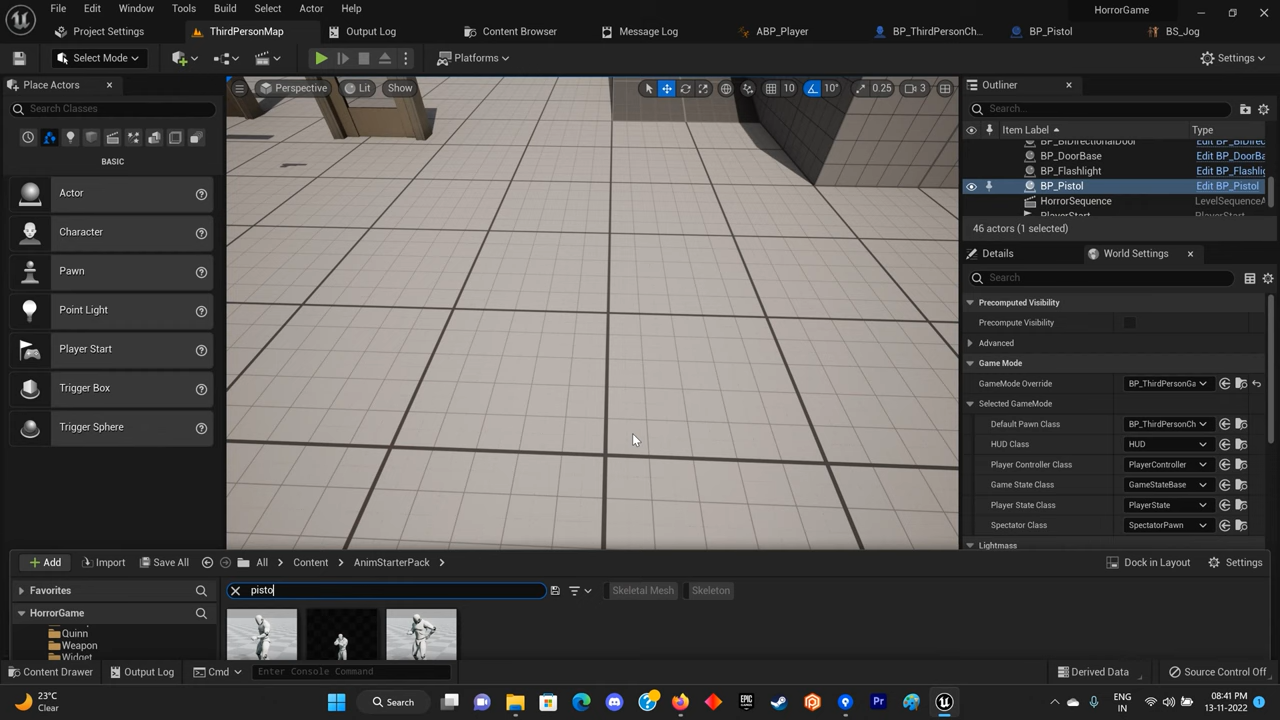 File Edit Window Tools Build Select Actor Help
HorrorGame
Project Settings
ThirdPersonMap
Output Log
Content Browser
Message Log
ABP_Player
BP_ThirdPersonCh...
BP_Pistol
BS_Jog
Select Mode
Platforms
Settings
Place Actors
Search Classes
BASIC
Actor
Character
Pawn
Point Light
Player Start
Trigger Box
Trigger Sphere
Perspective
Lit
Show
10
10°
0.25
3
Outliner
Search...
Item Label
Type
BP_BiDirectionalDoor
Edit BP_BiDirec
BP_DoorBase
Edit BP_DoorBa
BP_Flashlight
Edit BP_Flashli
BP_Pistol
Edit BP_Pistol
HorrorSequence
LevelSequenceA
PlayerStart
PlayerStart
46 actors (1 selected)
Details
World Settings
Search
Precomputed Visibility
Precompute Visibility
Advanced
Game Mode
GameMode Override
BP_ThirdPersonGa
Selected GameMode
Default Pawn Class
BP_ThirdPersonCh
HUD Class
HUD
Player Controller Class
PlayerController
Game State Class
GameStateBase
Player State Class
PlayerState
Spectator Class
SpectatorPawn
Lightmass
Add
Import
Save All
All
Content
AnimStarterPack
Dock in Layout
Settings
Favorites
HorrorGame
Quinn
Weapon
Widget
pisto
Skeletal Mesh
Skeleton
Content Drawer
Output Log
Cmd
Enter Console Command
Derived Data
Source Control Off
23°C
Clear
Search
ENG
IN
08:41 PM
13-11-2022